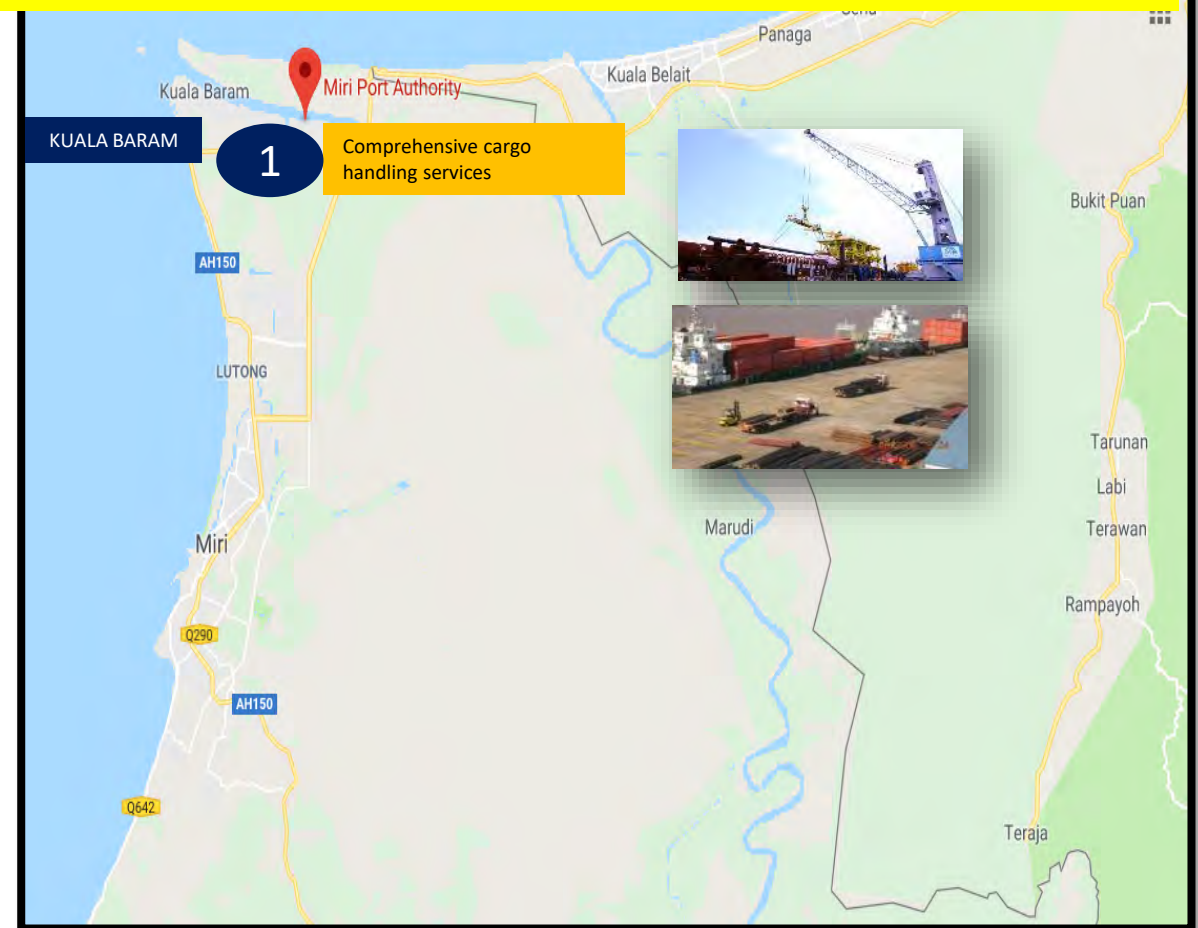 Panaga
Kuala Belait
Kuala Baram
Miri Port Authority
KUALA BARAM
1
Comprehensive cargo
handling services
Bukit Puan
AH150
LUTONG
Tarunan
Labi
Marudi
Terawan
Miri
Rampayoh
Q290
AH150
Q642
Teraja